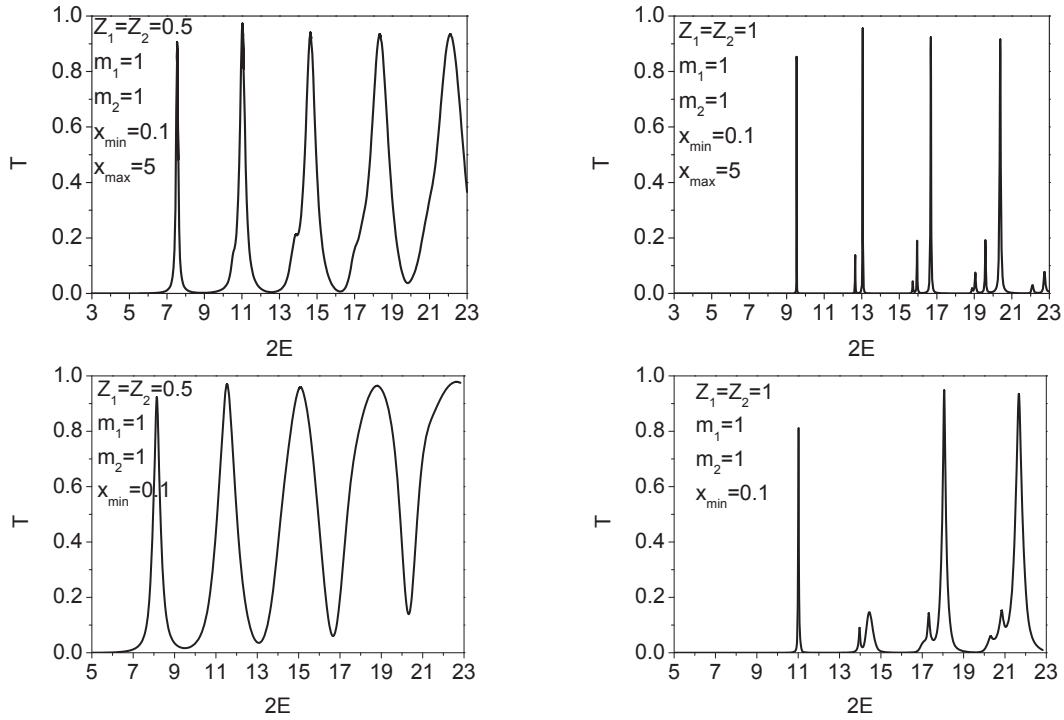 1.0
0.8
0.6
0.4
0.2
0.0
T
Z₁=Z₂=0.5
m₁=1
m₂=1
xₘᵢₙ=0.1
xₘₐₓ=5
3 5 7 9 11 13 15 17 19 21 23
2E
1.0
0.8
0.6
0.4
0.2
0.0
T
Z₁=Z₂=1
m₁=1
m₂=1
xₘᵢₙ=0.1
xₘₐₓ=5
3 5 7 9 11 13 15 17 19 21 23
2E
1.0
0.8
0.6
0.4
0.2
0.0
T
Z₁=Z₂=0.5
m₁=1
m₂=1
xₘᵢₙ=0.1
5 7 9 11 13 15 17 19 21 23
2E
1.0
0.8
0.6
0.4
0.2
0.0
T
Z₁=Z₂=1
m₁=1
m₂=1
xₘᵢₙ=0.1
5 7 9 11 13 15 17 19 21 23
2E